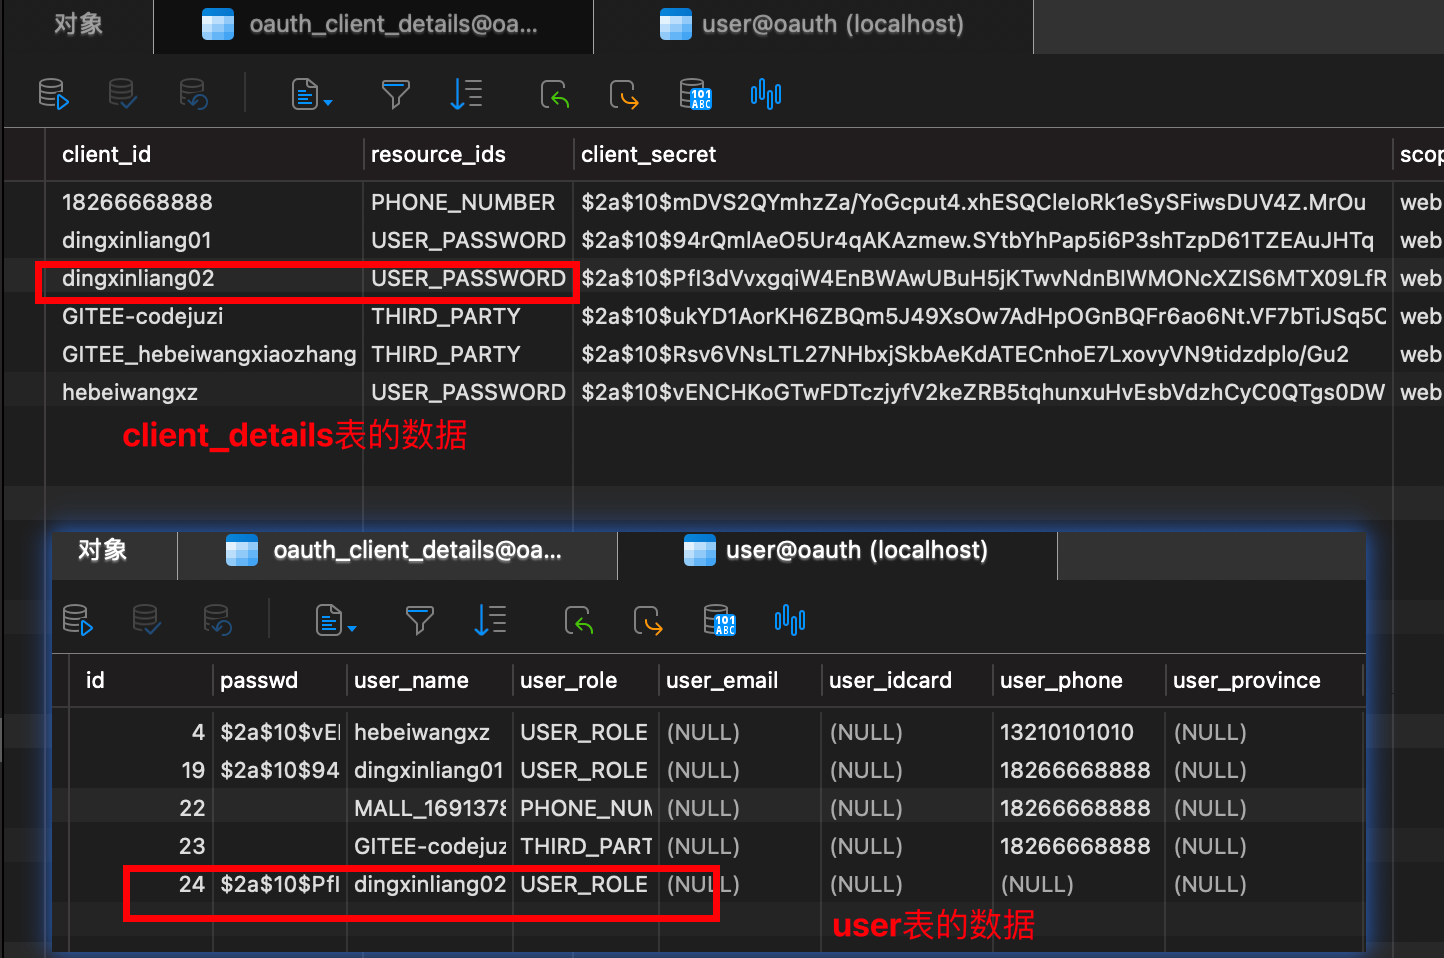 对象 oauth_client_details@oa... user@oauth (localhost)
client_id resource_ids client_secret scop
18266668888 PHONE_NUMBER $2a$10$mDVS2QYmhzZa/YoGcput4.xhESQCleIoRk1eSySFiwsDUV4Z.MrOu web
dingxinliang01 USER_PASSWORD $2a$10$94rQmlAeO5Ur4qAKAzmew.SYtbYhPap5i6P3shTzpD61TZEAuJHTq web
dingxinliang02 USER_PASSWORD $2a$10$PfI3dVvxgqiW4EnBWAwUBuH5jKTwvNdnBIWMONcXZIS6MTX09LfR web
GITEE-codejuzi THIRD_PARTY $2a$10$ukYD1AorKH6ZBQm5J49XsOw7AdHpOGnBQFr6ao6Nt.VF7bTiJSq5C web
GITEE_hebeiwangxiaozhang THIRD_PARTY $2a$10$Rsv6VNsLTL27NHbxjSkbAeKdATECnhoE7LxovyVN9tidzdplo/Gu2 web
hebeiwangxz USER_PASSWORD $2a$10$vENCHKoGTwFDTczjyfV2keZRB5tqhunxuHvEsbVdzhCyC0QTgs0DW web
client_details表的数据
对象 oauth_client_details@oa... user@oauth (localhost)
id passwd user_name user_role user_email user_idcard user_phone user_province
4 $2a$10$vEI hebeiwangxz USER_ROLE (NULL) (NULL) 13210101010 (NULL)
19 $2a$10$94 dingxinliang01 USER_ROLE (NULL) (NULL) 18266668888 (NULL)
22 MALL_1691378 PHONE_NUM (NULL) (NULL) 18266668888 (NULL)
23 GITEE-codejuz THIRD_PART (NULL) (NULL) 18266668888 (NULL)
24 $2a$10$PfI dingxinliang02 USER_ROLE (NULL) (NULL) (NULL) (NULL)
user表的数据